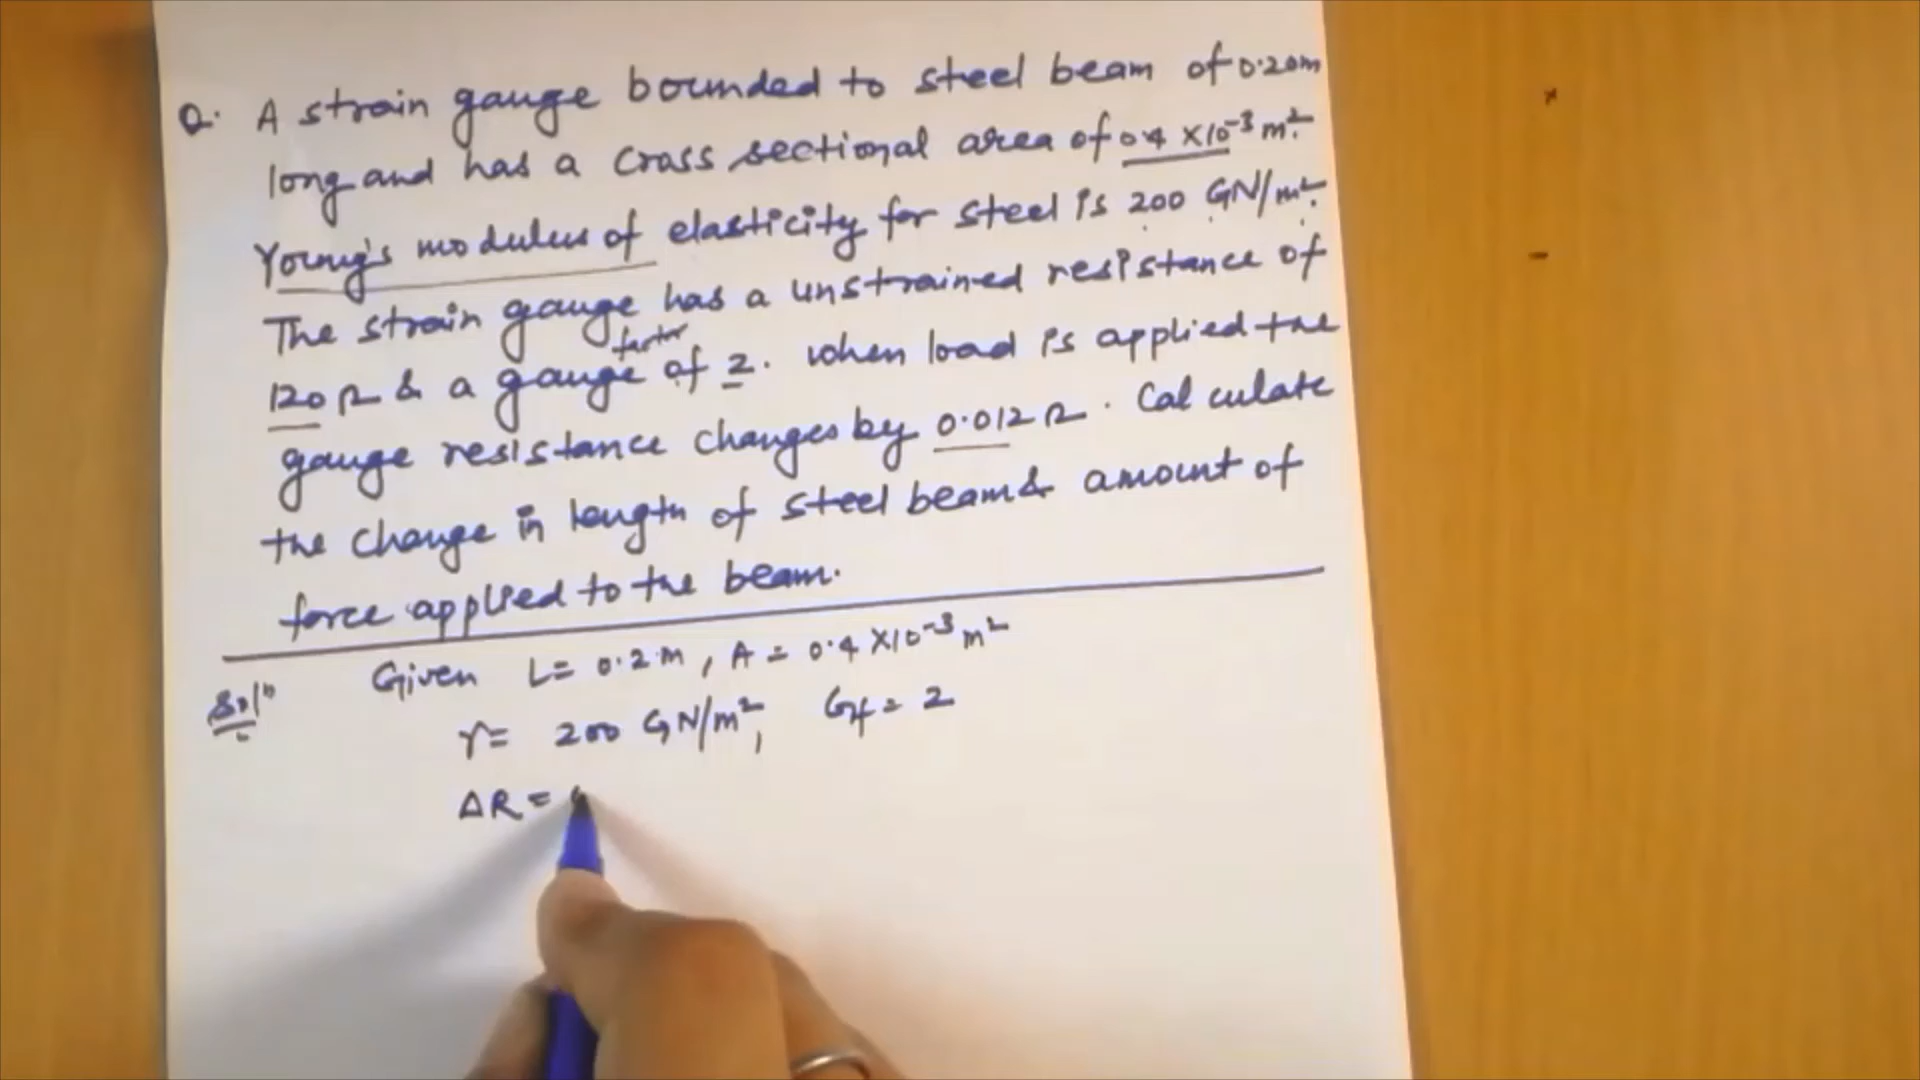 Q. A strain gauge bounded to steel beam of 0.20m
long and has a cross sectional area of 0.4 ×10⁻³ m².
Young's modulus of elasticity for steel is 200 GN/m².
The strain gauge has a unstrained resistance of
120 Ω & a gauge factor of 2. When load is applied the
gauge resistance changes by 0.012 Ω. Calculate
the change in length of steel beam & amount of
force applied to the beam.
Solⁿ Given L= 0.2 m, A = 0.4 ×10⁻³ m²
Y= 200 GN/m², Gf = 2
ΔR =